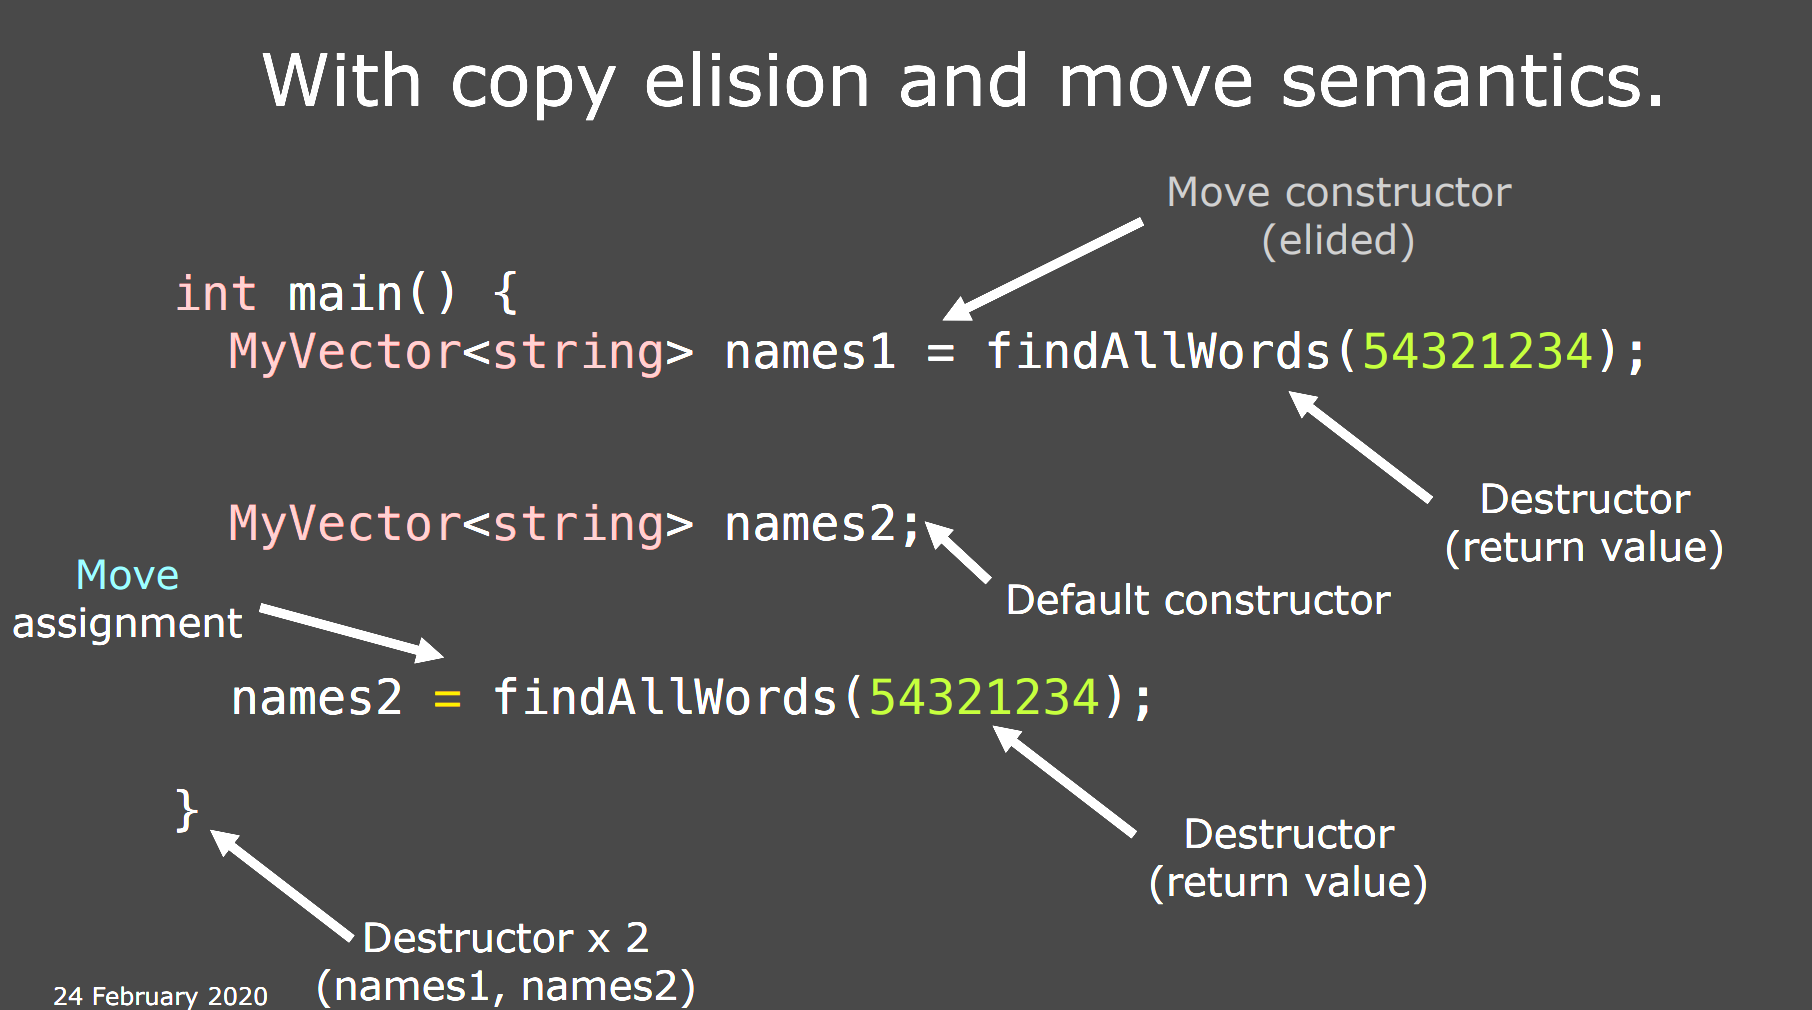 With copy elision and move semantics.
Move constructor
(elided)
int main() {
MyVector<string> names1 = findAllWords(54321234);
Destructor
(return value)
MyVector<string> names2;
Default constructor
Move
assignment
names2 = findAllWords(54321234);
}
Destructor
(return value)
Destructor x 2
(names1, names2)
24 February 2020